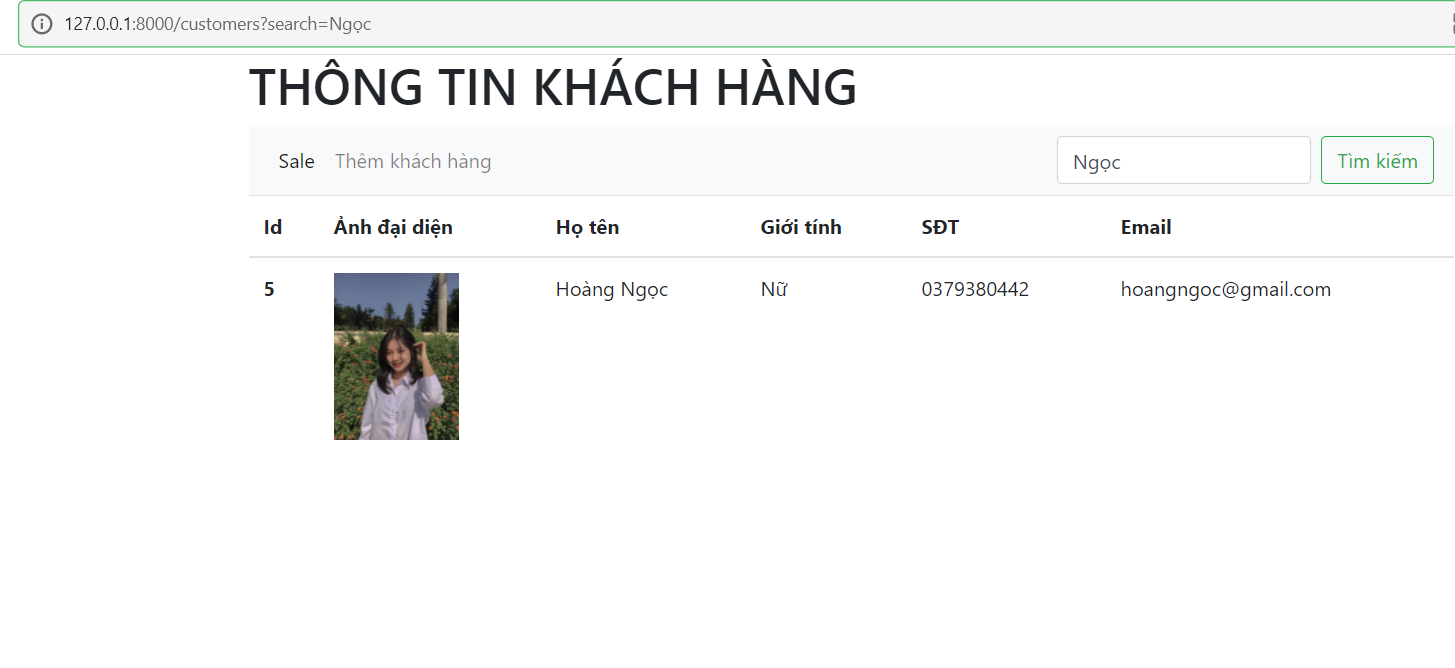 127.0.0.1:8000/customers?search=Ngọc
THÔNG TIN KHÁCH HÀNG
Sale Thêm khách hàng Ngọc Tìm kiếm
Id Ảnh đại diện Họ tên Giới tính SĐT Email
5 Hoàng Ngọc Nữ 0379380442 hoangngoc@gmail.com